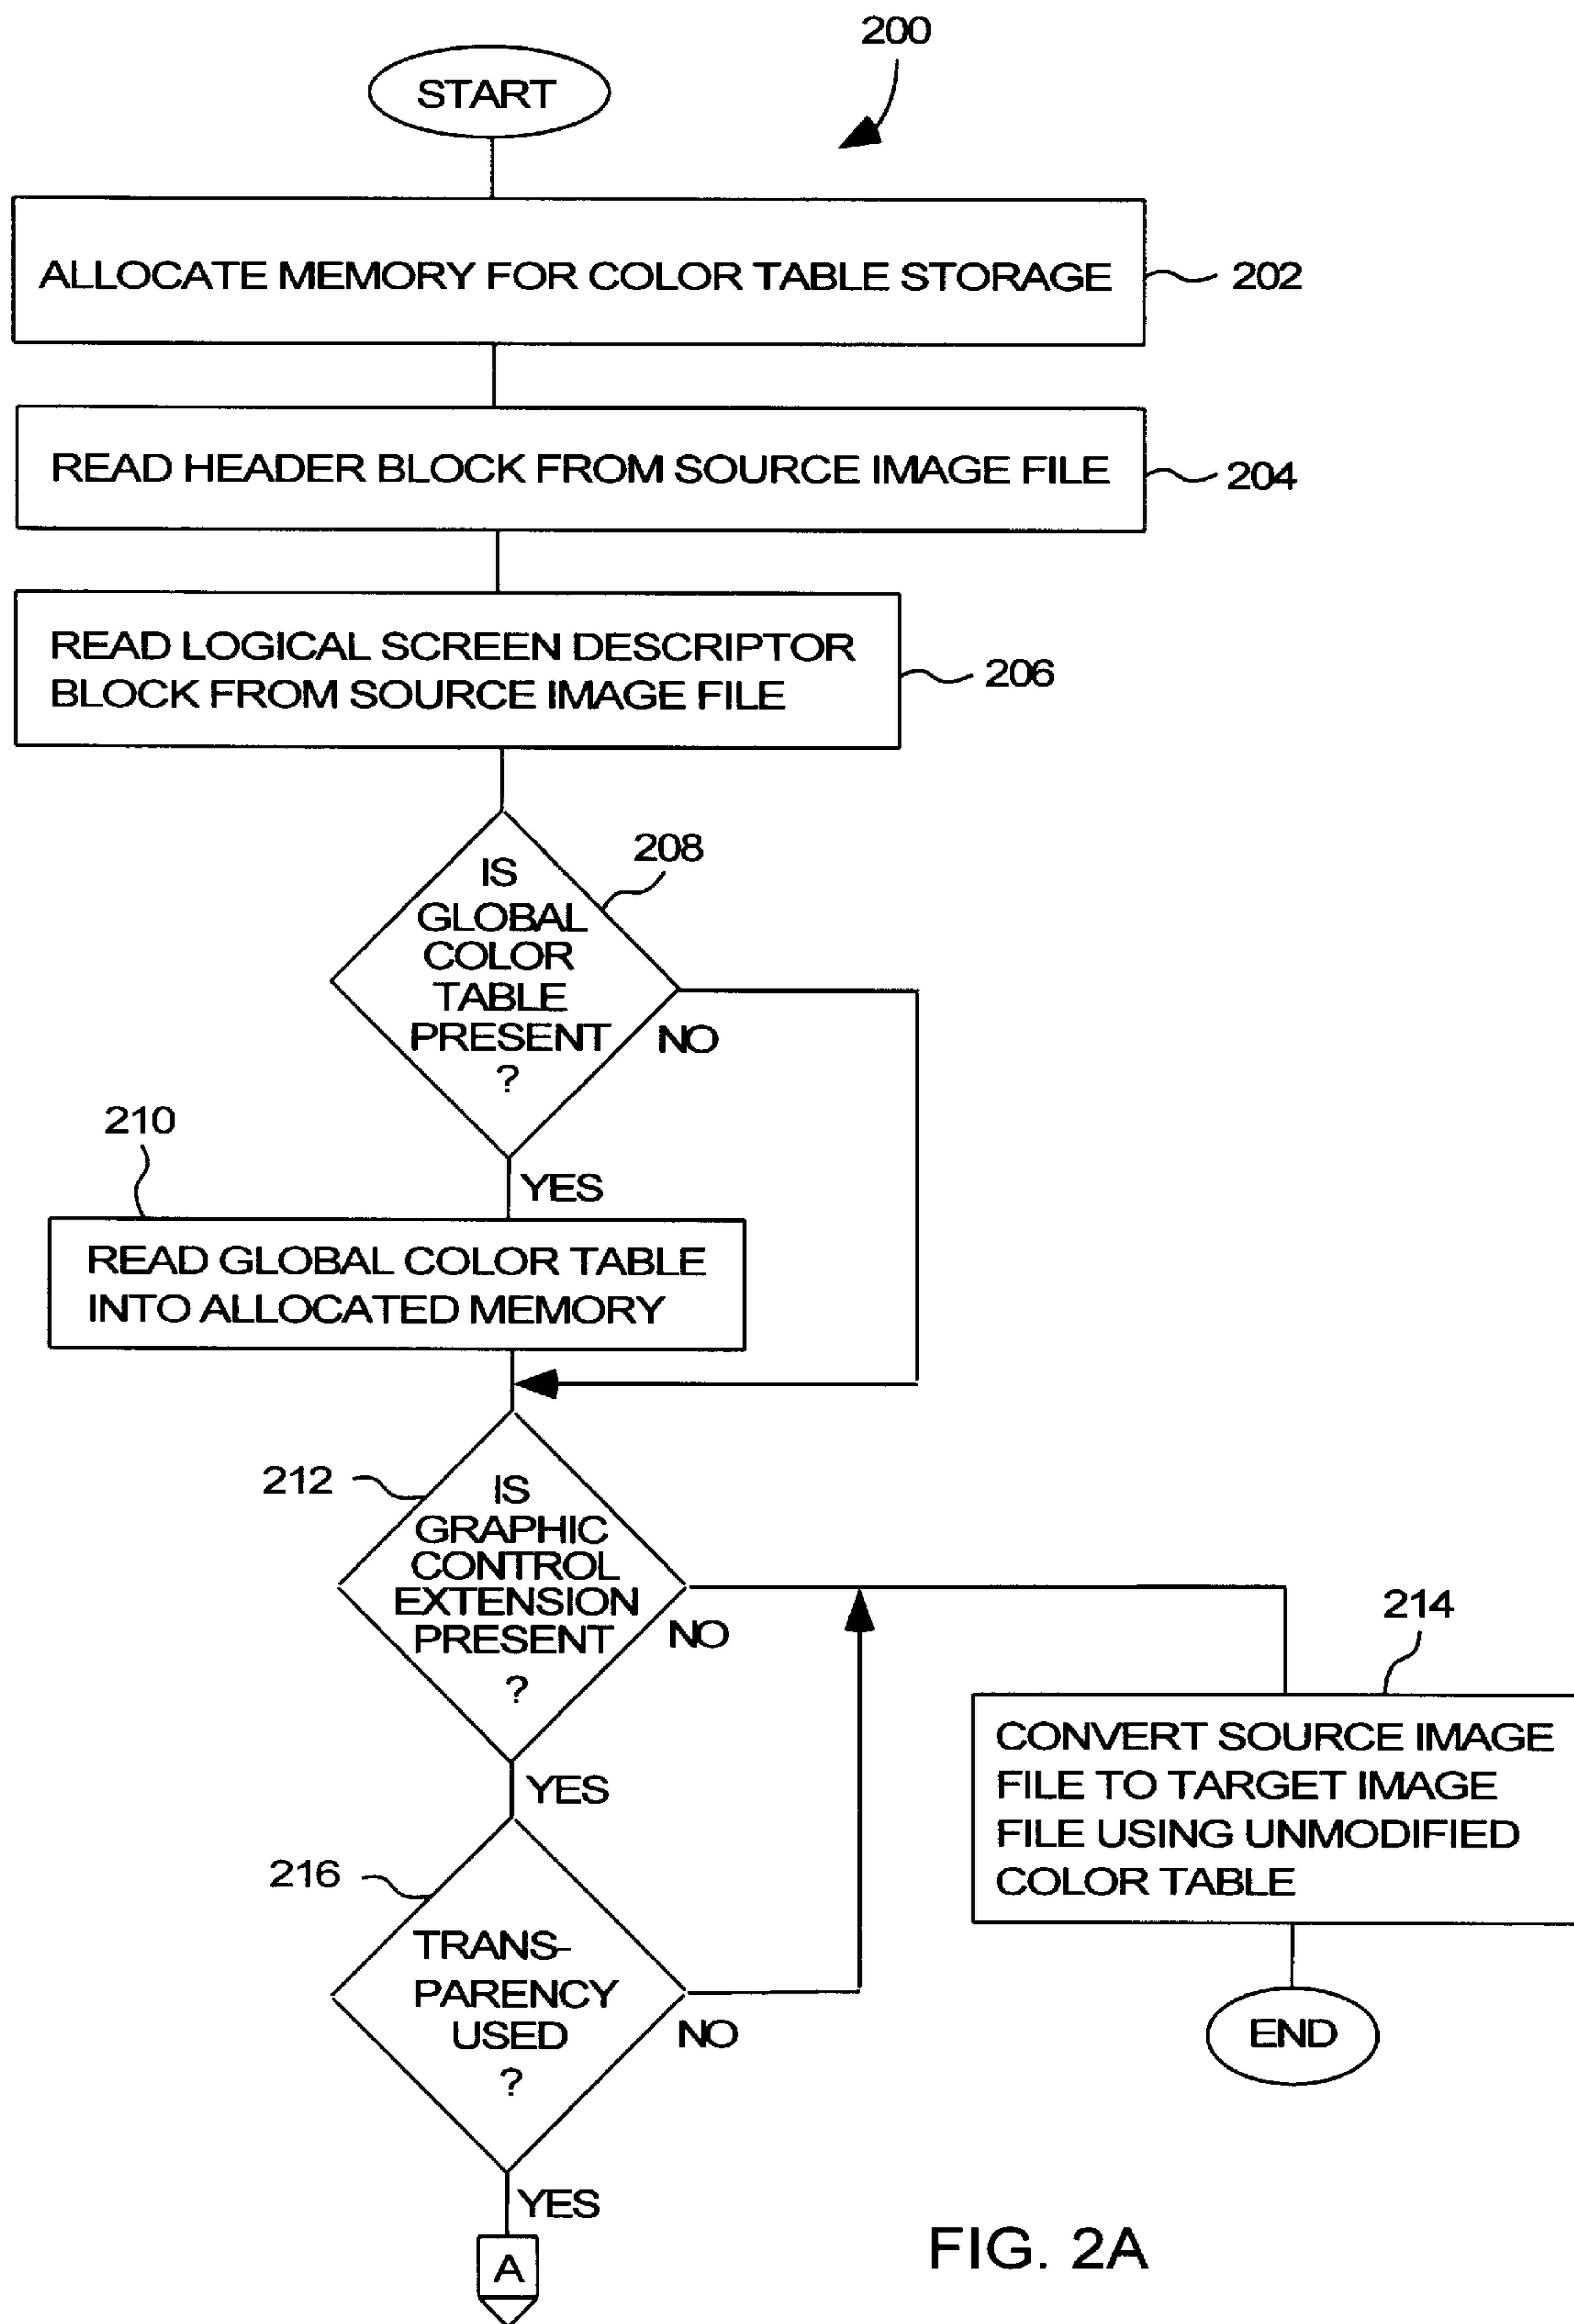 200
START
ALLOCATE MEMORY FOR COLOR TABLE STORAGE
202
READ HEADER BLOCK FROM SOURCE IMAGE FILE
204
READ LOGICAL SCREEN DESCRIPTOR
BLOCK FROM SOURCE IMAGE FILE
206
208
IS
GLOBAL
COLOR
TABLE
PRESENT
?
NO
YES
210
READ GLOBAL COLOR TABLE
INTO ALLOCATED MEMORY
212
IS
GRAPHIC
CONTROL
EXTENSION
PRESENT
?
NO
YES
214
CONVERT SOURCE IMAGE
FILE TO TARGET IMAGE
FILE USING UNMODIFIED
COLOR TABLE
END
216
TRANS-
PARENCY
USED
?
NO
YES
A
FIG. 2A